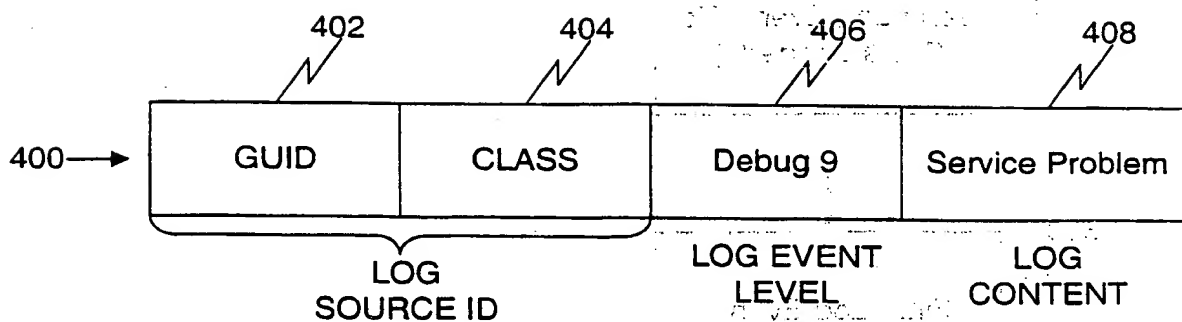 402
404
406
408
400
GUID
CLASS
Debug 9
Service Problem
LOG
SOURCE ID
LOG EVENT
LEVEL
LOG
CONTENT